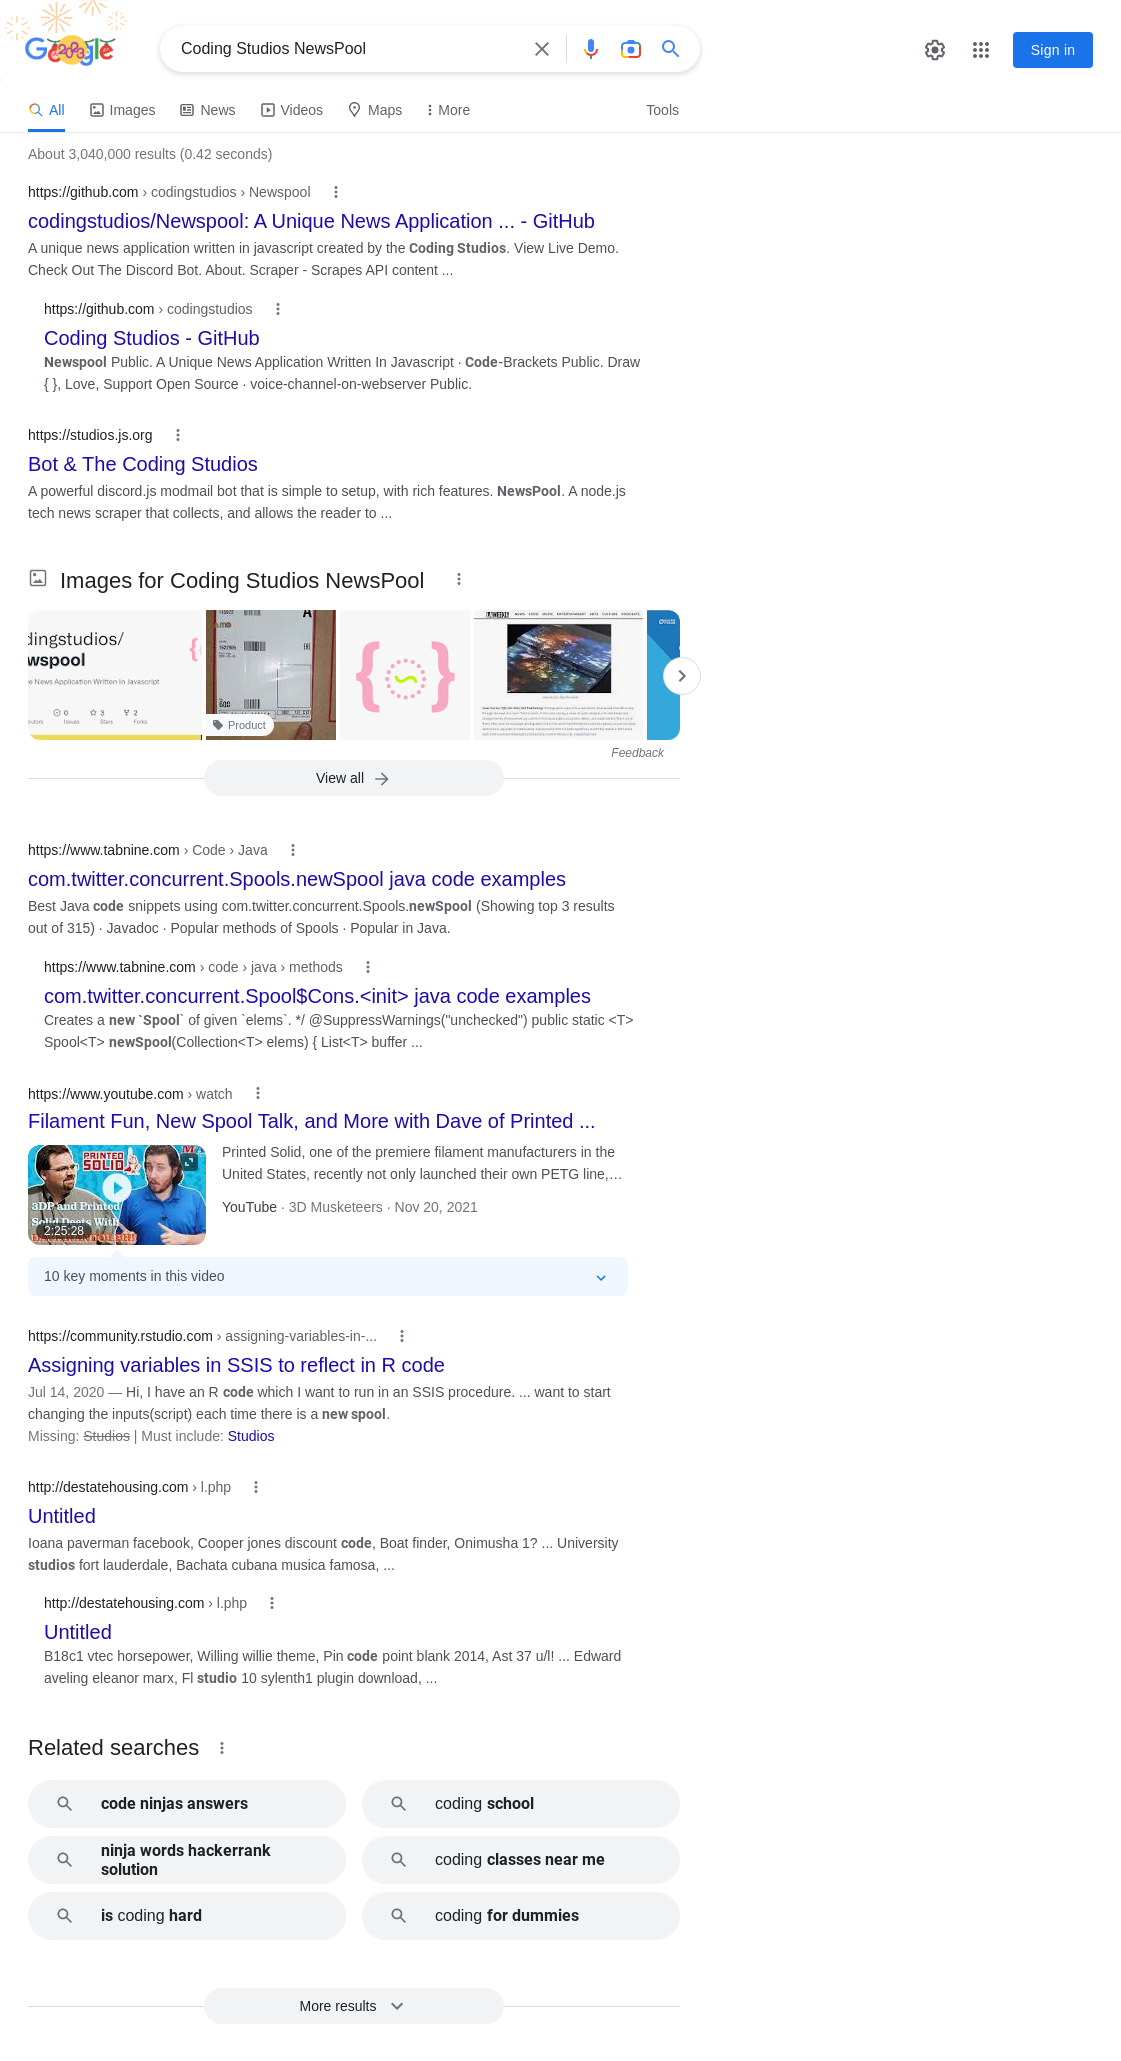 Google
2023
Coding Studios NewsPool
Sign in
All
Images
News
Videos
Maps
More
Tools
About 3,040,000 results (0.42 seconds)
https://github.com › codingstudios › Newspool
codingstudios/Newspool: A Unique News Application ... - GitHub
A unique news application written in javascript created by the Coding Studios. View Live Demo.
Check Out The Discord Bot. About. Scraper - Scrapes API content ...
https://github.com › codingstudios
Coding Studios - GitHub
Newspool Public. A Unique News Application Written In Javascript · Code-Brackets Public. Draw
{ }, Love, Support Open Source · voice-channel-on-webserver Public.
https://studios.js.org
Bot & The Coding Studios
A powerful discord.js modmail bot that is simple to setup, with rich features. NewsPool. A node.js
tech news scraper that collects, and allows the reader to ...
Images for Coding Studios NewsPool
dingstudios/
wspool
e News Application Written In Javascript
0
3
2
Issues
Stars
Forks
Product
Feedback
View all
https://www.tabnine.com › Code › Java
com.twitter.concurrent.Spools.newSpool java code examples
Best Java code snippets using com.twitter.concurrent.Spools.newSpool (Showing top 3 results
out of 315) · Javadoc · Popular methods of Spools · Popular in Java.
https://www.tabnine.com › code › java › methods
com.twitter.concurrent.Spool$Cons.<init> java code examples
Creates a new `Spool` of given `elems`. */ @SuppressWarnings("unchecked") public static <T>
Spool<T> newSpool(Collection<T> elems) { List<T> buffer ...
https://www.youtube.com › watch
Filament Fun, New Spool Talk, and More with Dave of Printed ...
PRINTED
SOLID
3DP and Printed
Solid Deets With
2:25:28
Printed Solid, one of the premiere filament manufacturers in the
United States, recently not only launched their own PETG line,…
YouTube · 3D Musketeers · Nov 20, 2021
10 key moments in this video
https://community.rstudio.com › assigning-variables-in-...
Assigning variables in SSIS to reflect in R code
Jul 14, 2020 — Hi, I have an R code which I want to run in an SSIS procedure. ... want to start
changing the inputs(script) each time there is a new spool.
Missing: Studios | Must include: Studios
http://destatehousing.com › l.php
Untitled
Ioana paverman facebook, Cooper jones discount code, Boat finder, Onimusha 1? ... University
studios fort lauderdale, Bachata cubana musica famosa, ...
http://destatehousing.com › l.php
Untitled
B18c1 vtec horsepower, Willing willie theme, Pin code point blank 2014, Ast 37 u/l! ... Edward
aveling eleanor marx, Fl studio 10 sylenth1 plugin download, ...
Related searches
code ninjas answers
coding school
ninja words hackerrank
solution
coding classes near me
is coding hard
coding for dummies
More results